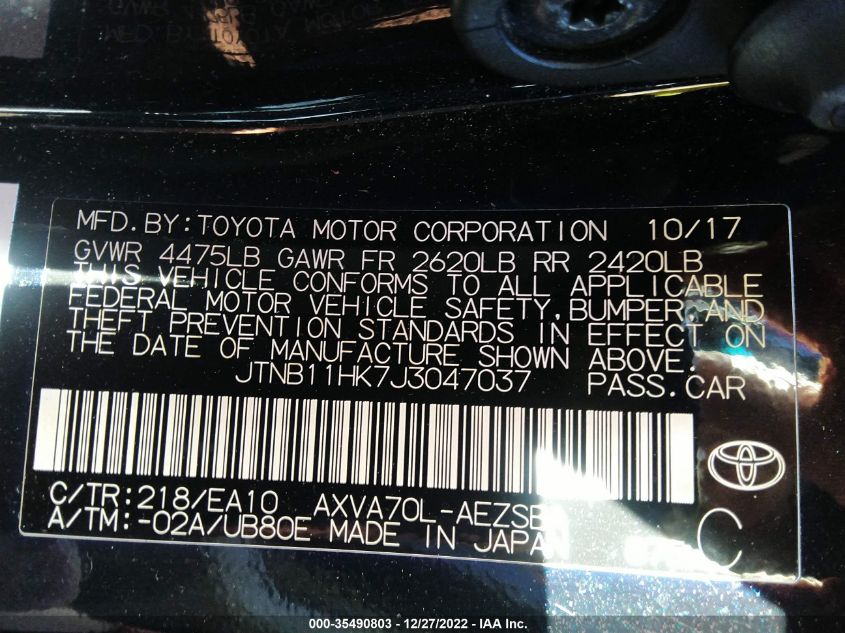 MFD.BY:TOYOTA MOTOR CORPORATION 10/17
GVWR 4475LB GAWR FR 2620LB RR 2420LB
THIS VEHICLE CONFORMS TO ALL APPLICABLE
FEDERAL MOTOR VEHICLE SAFETY,BUMPER AND
THEFT PREVENTION STANDARDS IN EFFECT ON
THE DATE OF MANUFACTURE SHOWN ABOVE.
JTNB11HK7J3047037 PASS.CAR
C/TR:218/EA10 AXVA70L-
A/TM:-02A/UB80E MADE IN JAPAN
C
000-35490803 - 12/27/2022 - IAA Inc.